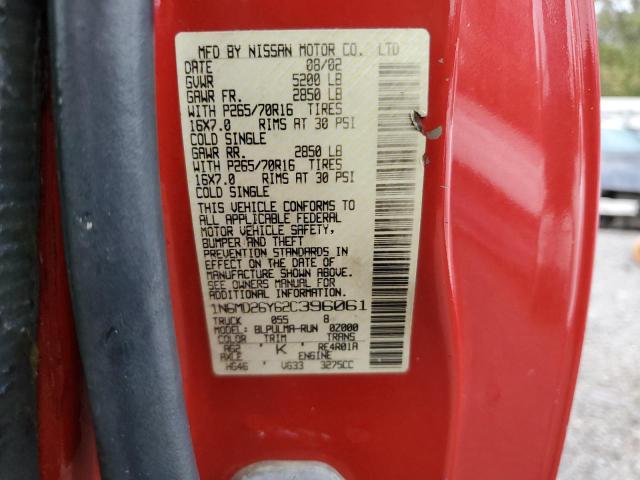 MFD BY NISSAN MOTOR CO., LTD
DATE 08/02
GVWR 5200 LB
GAWR FR. 2850 LB
WITH P265/70R16 TIRES
16X7.0 RIMS AT 30 PSI
COLD SINGLE
GAWR RR. 2850 LB
WITH P265/70R16 TIRES
16X7.0 RIMS AT 30 PSI
COLD SINGLE
THIS VEHICLE CONFORMS TO
ALL APPLICABLE FEDERAL
MOTOR VEHICLE SAFETY,
BUMPER AND THEFT
PREVENTION STANDARDS IN
EFFECT ON THE DATE OF
MANUFACTURE SHOWN ABOVE.
SEE OWNERS MANUAL FOR
ADDITIONAL INFORMATION
1N6MD26Y62C396061
TRUCK 055 8
MODEL: BLPULMA-RUN 0Z000
COLOR TRIM TRANS
AG2 'K' RE4R01A
AXLE ENGINE
HG46 VG33 3275CC